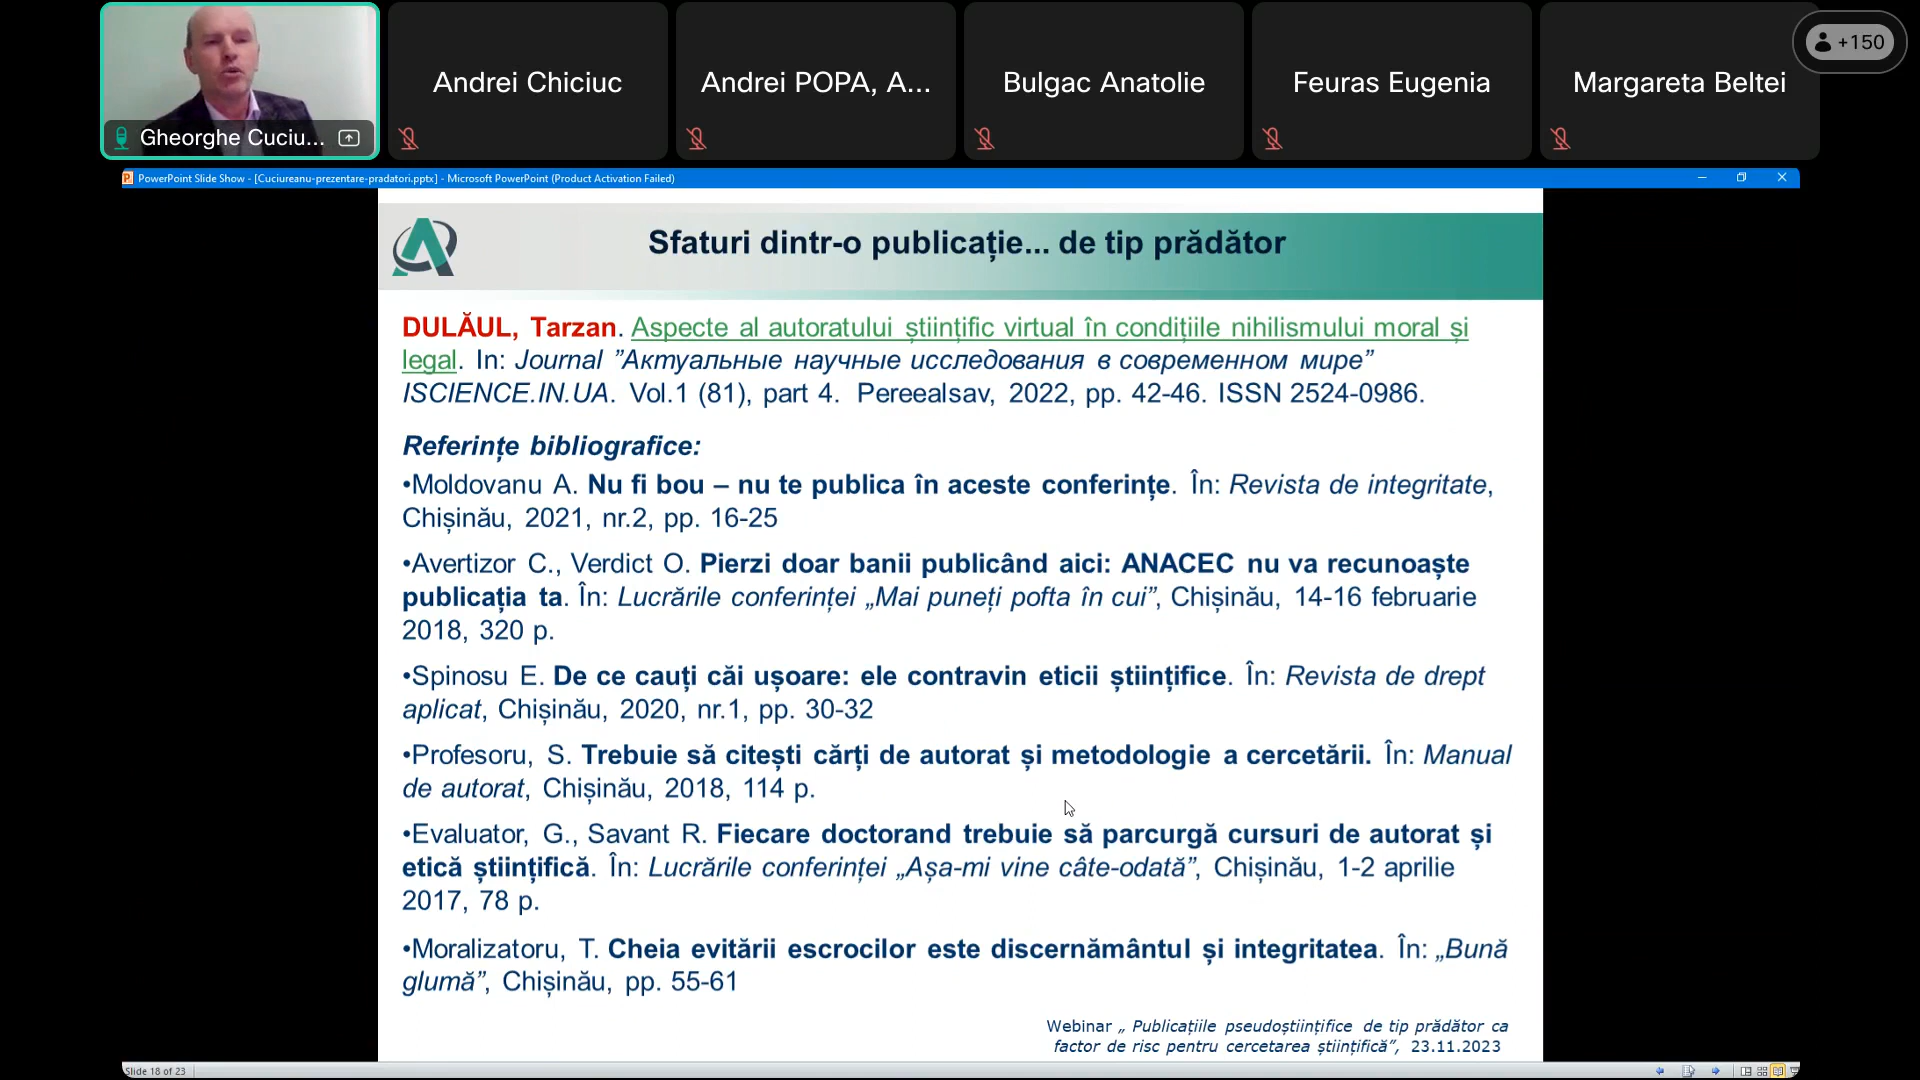 Andrei Chiciuc
Andrei POPA, A...
Bulgac Anatolie
Feuras Eugenia
Margareta Beltei
+150
Gheorghe Cuciu...
PowerPoint Slide Show - [Cuciureanu-prezentare-pradatori.pptx] - Microsoft PowerPoint (Product Activation Failed)
Sfaturi dintr-o publicație... de tip prădător
DULĂUL, Tarzan. Aspecte al autoratului științific virtual în condițiile nihilismului moral și
legal. In: Journal ”Актуальные научные исследования в современном мире”
ISCIENCE.IN.UA. Vol.1 (81), part 4. Pereealsav, 2022, pp. 42-46. ISSN 2524-0986.
Referințe bibliografice:
•Moldovanu A. Nu fi bou – nu te publica în aceste conferințe. În: Revista de integritate,
Chișinău, 2021, nr.2, pp. 16-25
•Avertizor C., Verdict O. Pierzi doar banii publicând aici: ANACEC nu va recunoaște
publicația ta. În: Lucrările conferinței „Mai puneți pofta în cui”, Chișinău, 14-16 februarie
2018, 320 p.
•Spinosu E. De ce cauți căi ușoare: ele contravin eticii științifice. În: Revista de drept
aplicat, Chișinău, 2020, nr.1, pp. 30-32
•Profesoru, S. Trebuie să citești cărți de autorat și metodologie a cercetării. În: Manual
de autorat, Chișinău, 2018, 114 p.
•Evaluator, G., Savant R. Fiecare doctorand trebuie să parcurgă cursuri de autorat și
etică științifică. În: Lucrările conferinței „Așa-mi vine câte-odată”, Chișinău, 1-2 aprilie
2017, 78 p.
•Moralizatoru, T. Cheia evitării escrocilor este discernământul și integritatea. În: „Bună
glumă”, Chișinău, pp. 55-61
Webinar „ Publicațiile pseudoștiințifice de tip prădător ca
factor de risc pentru cercetarea științifică”, 23.11.2023
Slide 18 of 23